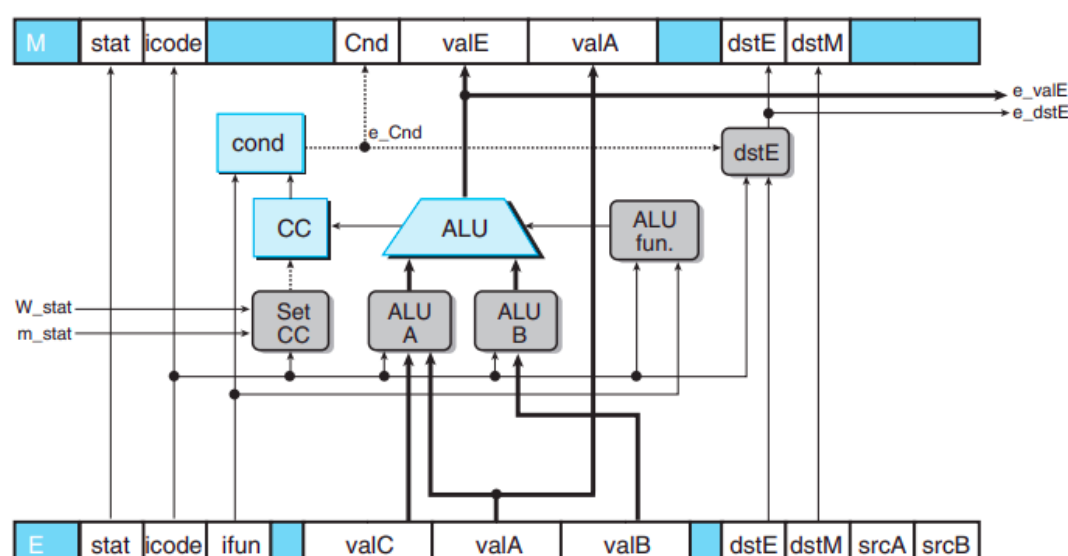 M stat icode Cnd valE valA dstE dstM
e_valE
e_dstE
e_Cnd
cond
dstE
CC
ALU
ALU
fun.
W_stat
m_stat
Set
CC
ALU
A
ALU
B
E stat icode ifun valC valA valB dstE dstM srcA srcB